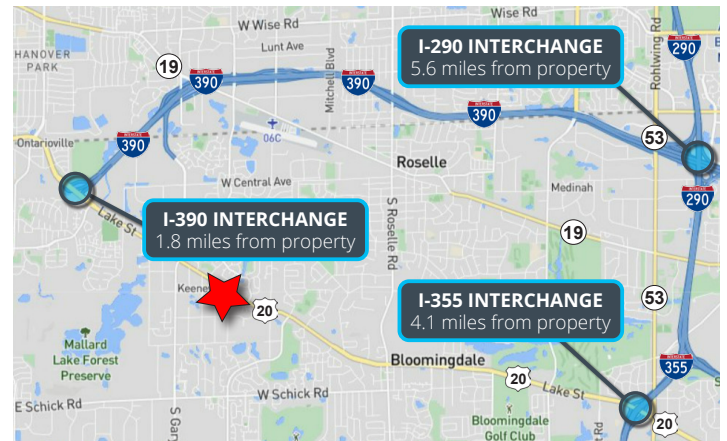 W Wise Rd
Wise Rd
HANOVER
PARK
Lunt Ave
19
390
Mitchell Blvd
390
I-290 INTERCHANGE
5.6 miles from property
Rohlwing Rd
290
390
06C
390
53
Ontarioville
Roselle
W Central Ave
Medinah
290
Lake St
I-390 INTERCHANGE
1.8 miles from property
S Roselle Rd
19
Keene
20
I-355 INTERCHANGE
4.1 miles from property
53
Mallard
Lake Forest
Preserve
Bloomingdale
355
20
Lake St
E Schick Rd
W Schick Rd
S Gar
Bloomingdale
Golf Club
Rd
20